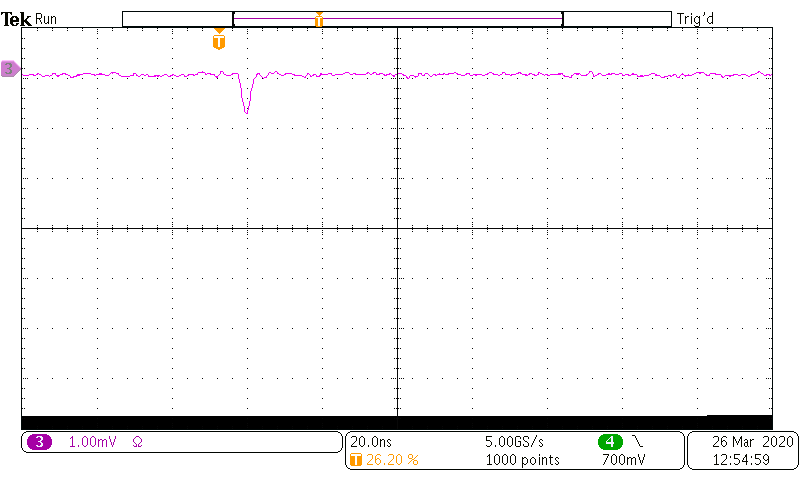 Tek Run Trig'd
T
T
3
3 1.00mV Ω 20.0ns 5.00GS/s 4 700mV 26 Mar 2020
T 26.20 % 1000 points 12:54:59